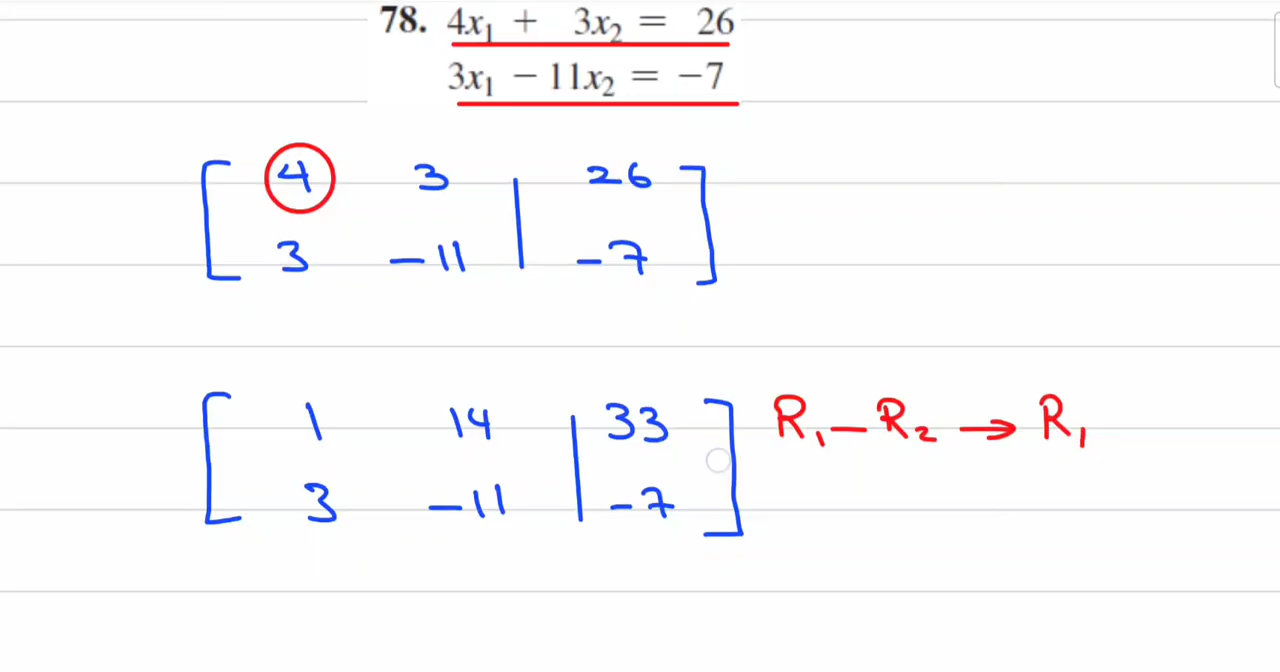 78. 4x₁ + 3x₂ = 26
3x₁ − 11x₂ = −7
[ 4 3 | 26 ]
[ 3 −11 | −7 ]
[ 1 14 | 33 ] R₁ − R₂ → R₁
[ 3 −11 | −7 ]